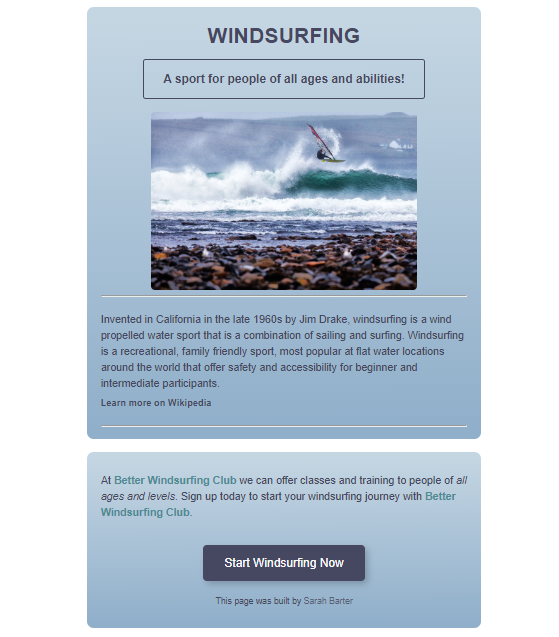 WINDSURFING
A sport for people of all ages and abilities!
Invented in California in the late 1960s by Jim Drake, windsurfing is a wind
propelled water sport that is a combination of sailing and surfing. Windsurfing
is a recreational, family friendly sport, most popular at flat water locations
around the world that offer safety and accessibility for beginner and
intermediate participants.
Learn more on Wikipedia
At Better Windsurfing Club we can offer classes and training to people of all
ages and levels. Sign up today to start your windsurfing journey with Better
Windsurfing Club.
Start Windsurfing Now
This page was built by Sarah Barter